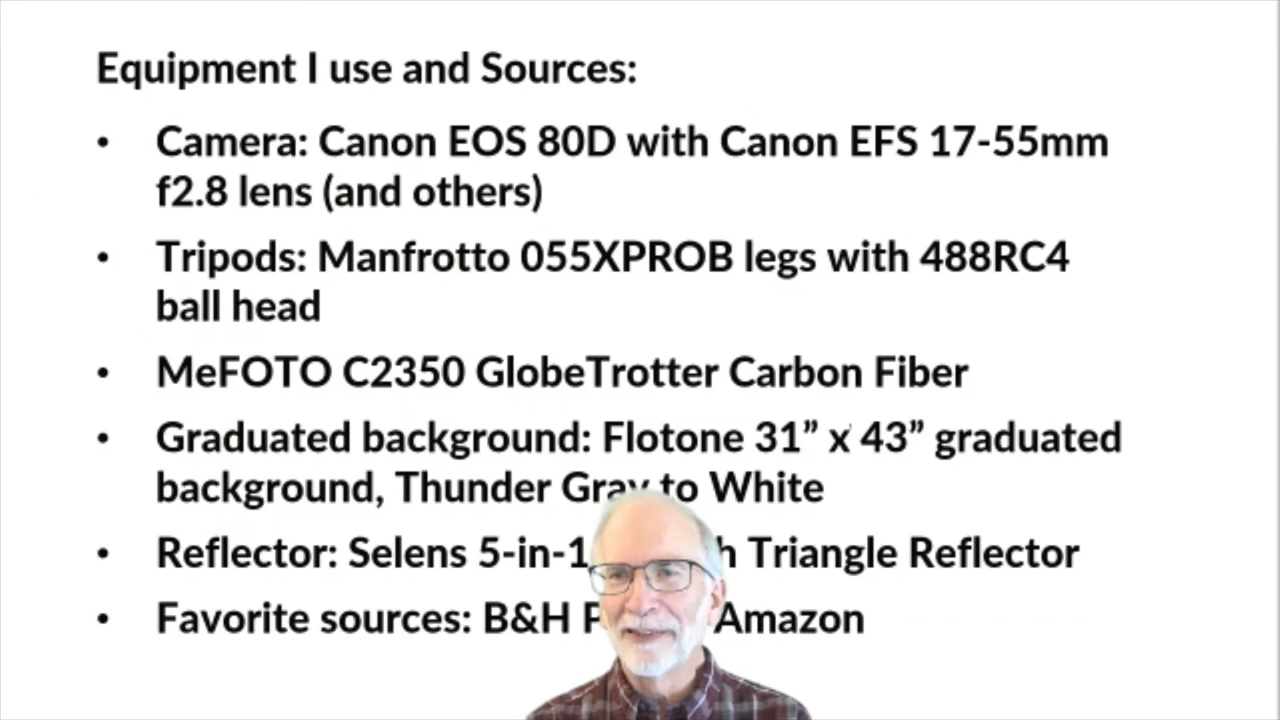 Equipment I use and Sources:
• Camera: Canon EOS 80D with Canon EFS 17-55mm
f2.8 lens (and others)
• Tripods: Manfrotto 055XPROB legs with 488RC4
ball head
• MeFOTO C2350 GlobeTrotter Carbon Fiber
• Graduated background: Flotone 31” x 43” graduated
background, Thunder Gray to White
• Reflector: Selens 5-in-1 Triangle Reflector
• Favorite sources: B&H Amazon